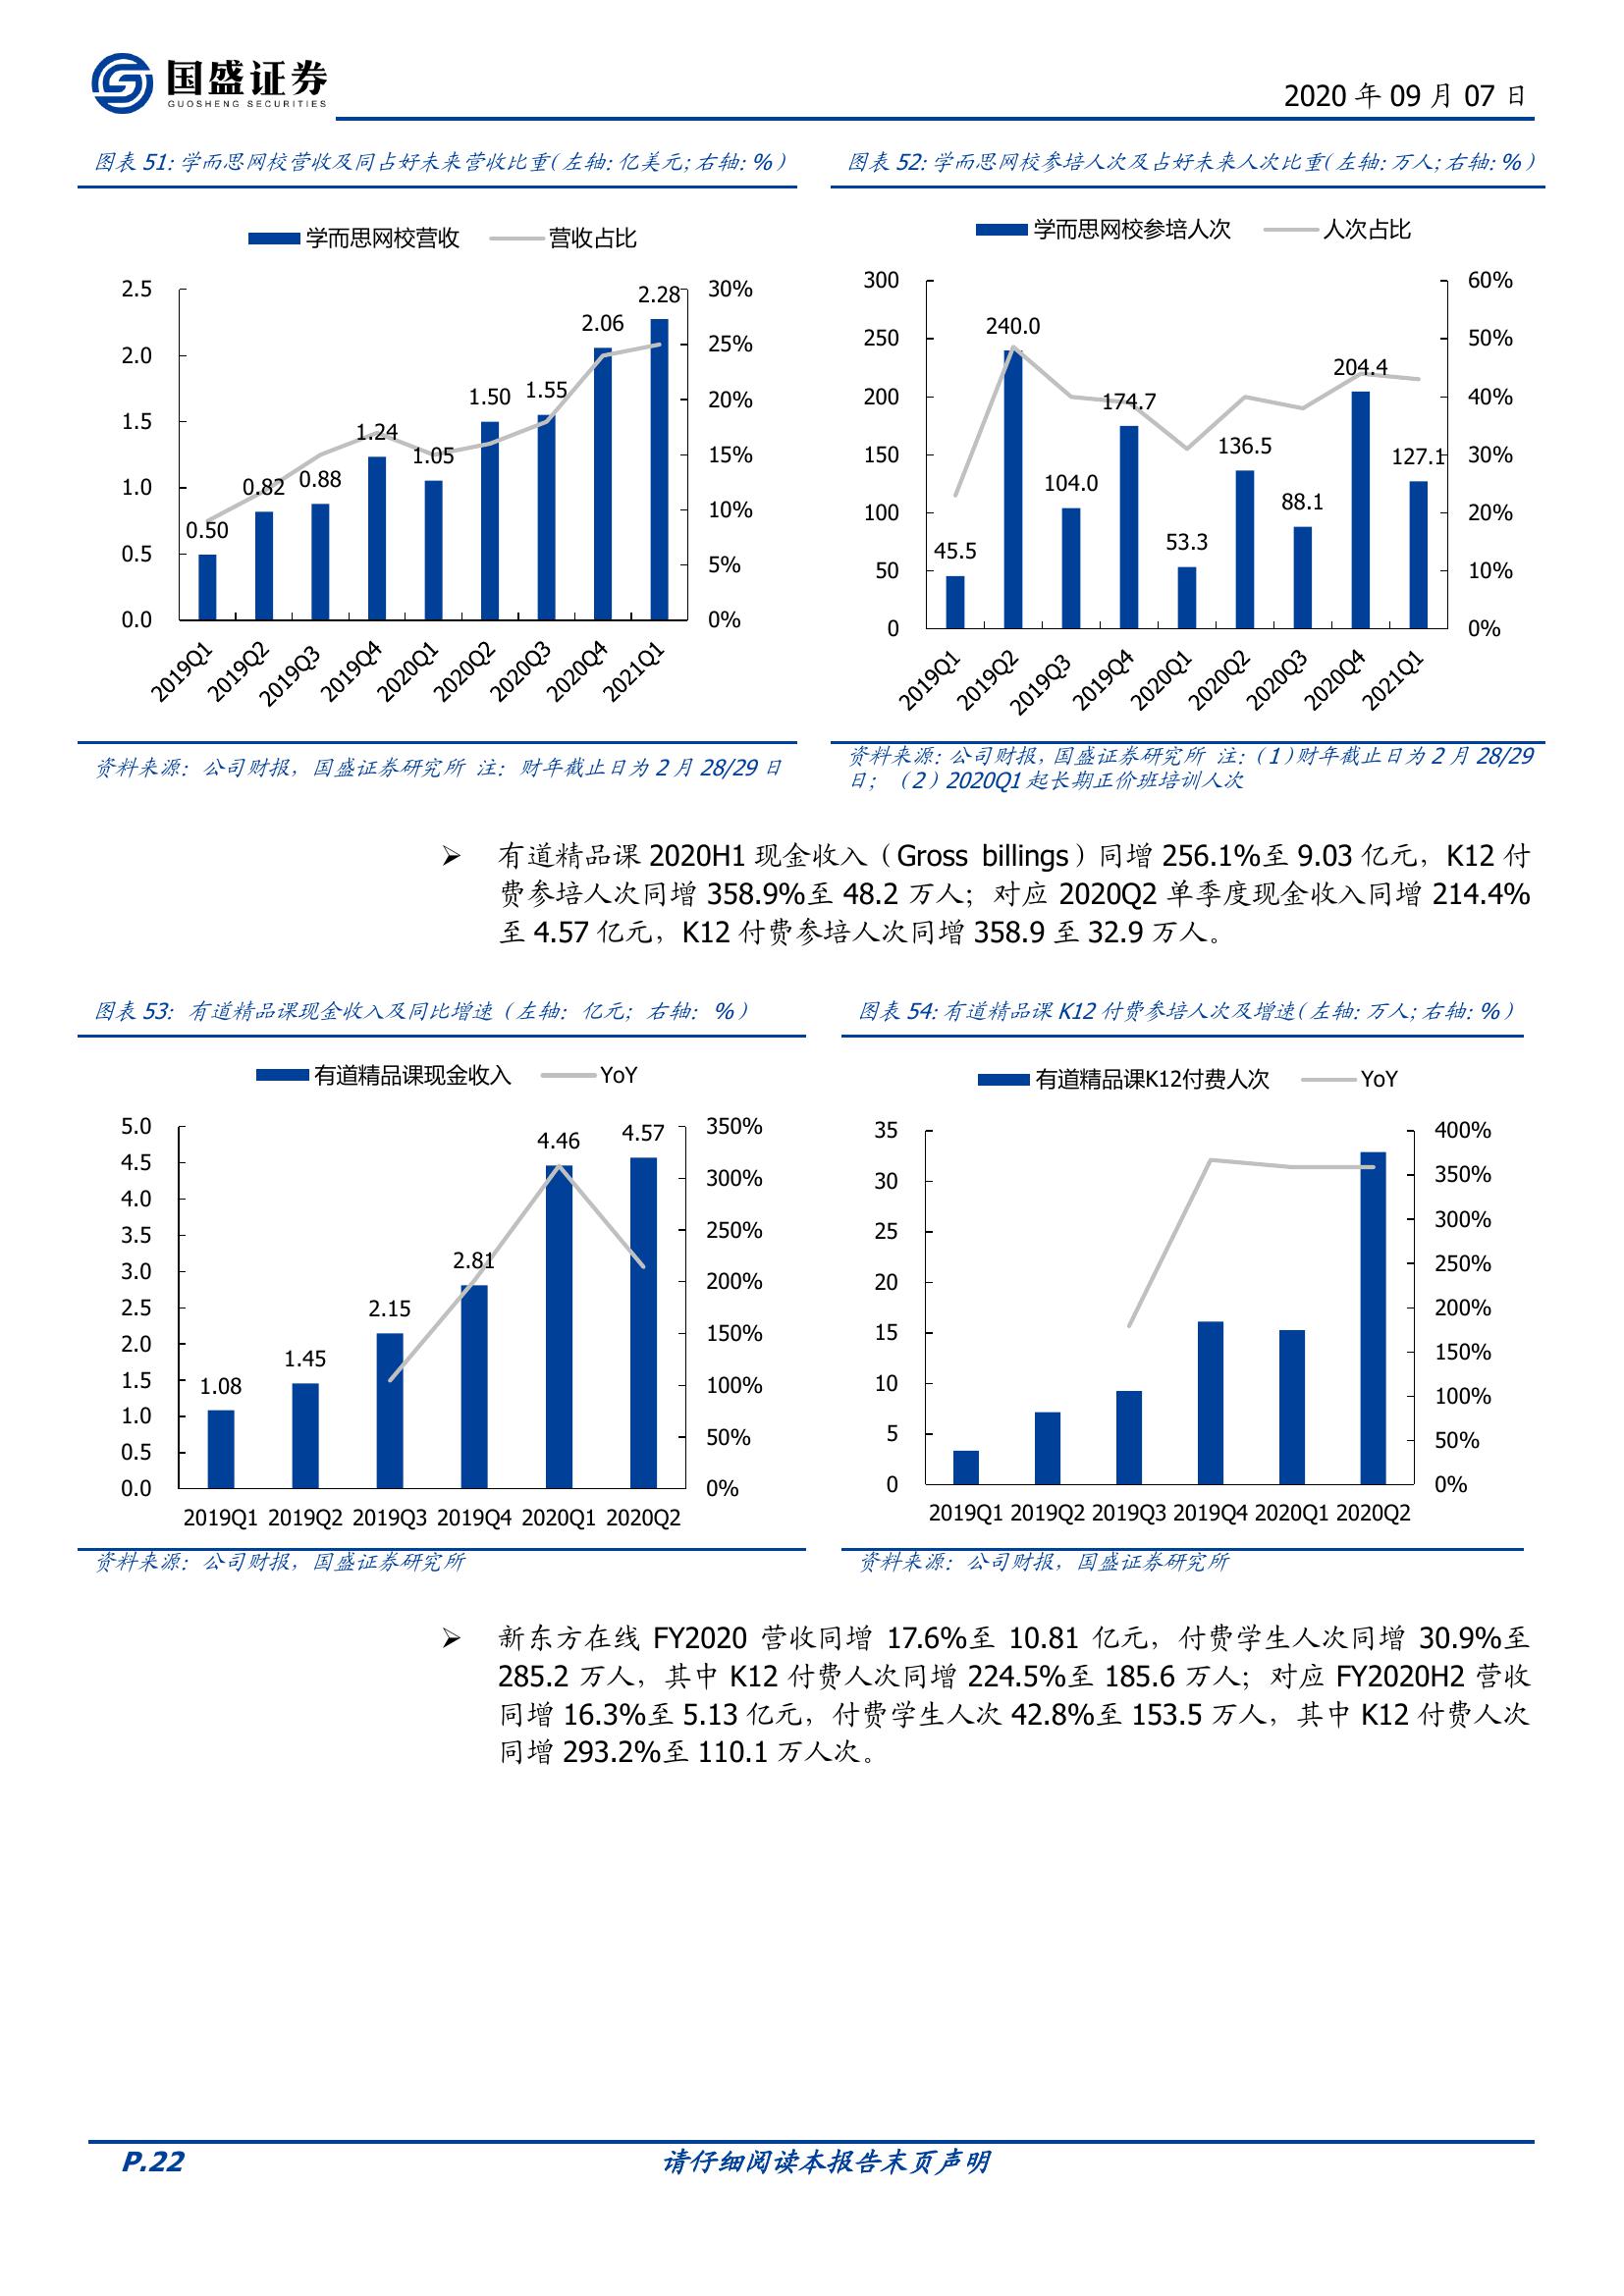 国盛证券
GUOSHENG SECURITIES
2020 年 09 月 07 日
图表 51: 学而思网校营收及同占好未来营收比重(左轴: 亿美元; 右轴: %)
学而思网校营收 营收占比
2.5
2.0
1.5
1.0
0.5
0.0
30%
25%
20%
15%
10%
5%
0%
0.50
0.82
0.88
1.24
1.05
1.50
1.55
2.06
2.28
2019Q1
2019Q2
2019Q3
2019Q4
2020Q1
2020Q2
2020Q3
2020Q4
2021Q1
资料来源：公司财报，国盛证券研究所 注：财年截止日为 2 月 28/29 日
图表 52: 学而思网校参培人次及占好未来人次比重(左轴: 万人; 右轴: %)
学而思网校参培人次 人次占比
300
250
200
150
100
50
0
60%
50%
40%
30%
20%
10%
0%
45.5
240.0
104.0
174.7
53.3
136.5
88.1
204.4
127.1
2019Q1
2019Q2
2019Q3
2019Q4
2020Q1
2020Q2
2020Q3
2020Q4
2021Q1
资料来源：公司财报，国盛证券研究所 注：（1）财年截止日为 2 月 28/29
日；（2）2020Q1 起长期正价班培训人次
➢ 有道精品课 2020H1 现金收入（Gross billings）同增 256.1%至 9.03 亿元，K12 付
费参培人次同增 358.9%至 48.2 万人；对应 2020Q2 单季度现金收入同增 214.4%
至 4.57 亿元，K12 付费参培人次同增 358.9 至 32.9 万人。
图表 53：有道精品课现金收入及同比增速（左轴：亿元；右轴：%）
有道精品课现金收入 YoY
5.0
4.5
4.0
3.5
3.0
2.5
2.0
1.5
1.0
0.5
0.0
350%
300%
250%
200%
150%
100%
50%
0%
1.08
1.45
2.15
2.81
4.46
4.57
2019Q1 2019Q2 2019Q3 2019Q4 2020Q1 2020Q2
资料来源：公司财报，国盛证券研究所
图表 54: 有道精品课 K12 付费参培人次及增速(左轴: 万人; 右轴: %)
有道精品课K12付费人次 YoY
35
30
25
20
15
10
5
0
400%
350%
300%
250%
200%
150%
100%
50%
0%
2019Q1 2019Q2 2019Q3 2019Q4 2020Q1 2020Q2
资料来源：公司财报，国盛证券研究所
➢ 新东方在线 FY2020 营收同增 17.6%至 10.81 亿元，付费学生人次同增 30.9%至
285.2 万人，其中 K12 付费人次同增 224.5%至 185.6 万人；对应 FY2020H2 营收
同增 16.3%至 5.13 亿元，付费学生人次 42.8%至 153.5 万人，其中 K12 付费人次
同增 293.2%至 110.1 万人次。
P.22
请仔细阅读本报告末页声明